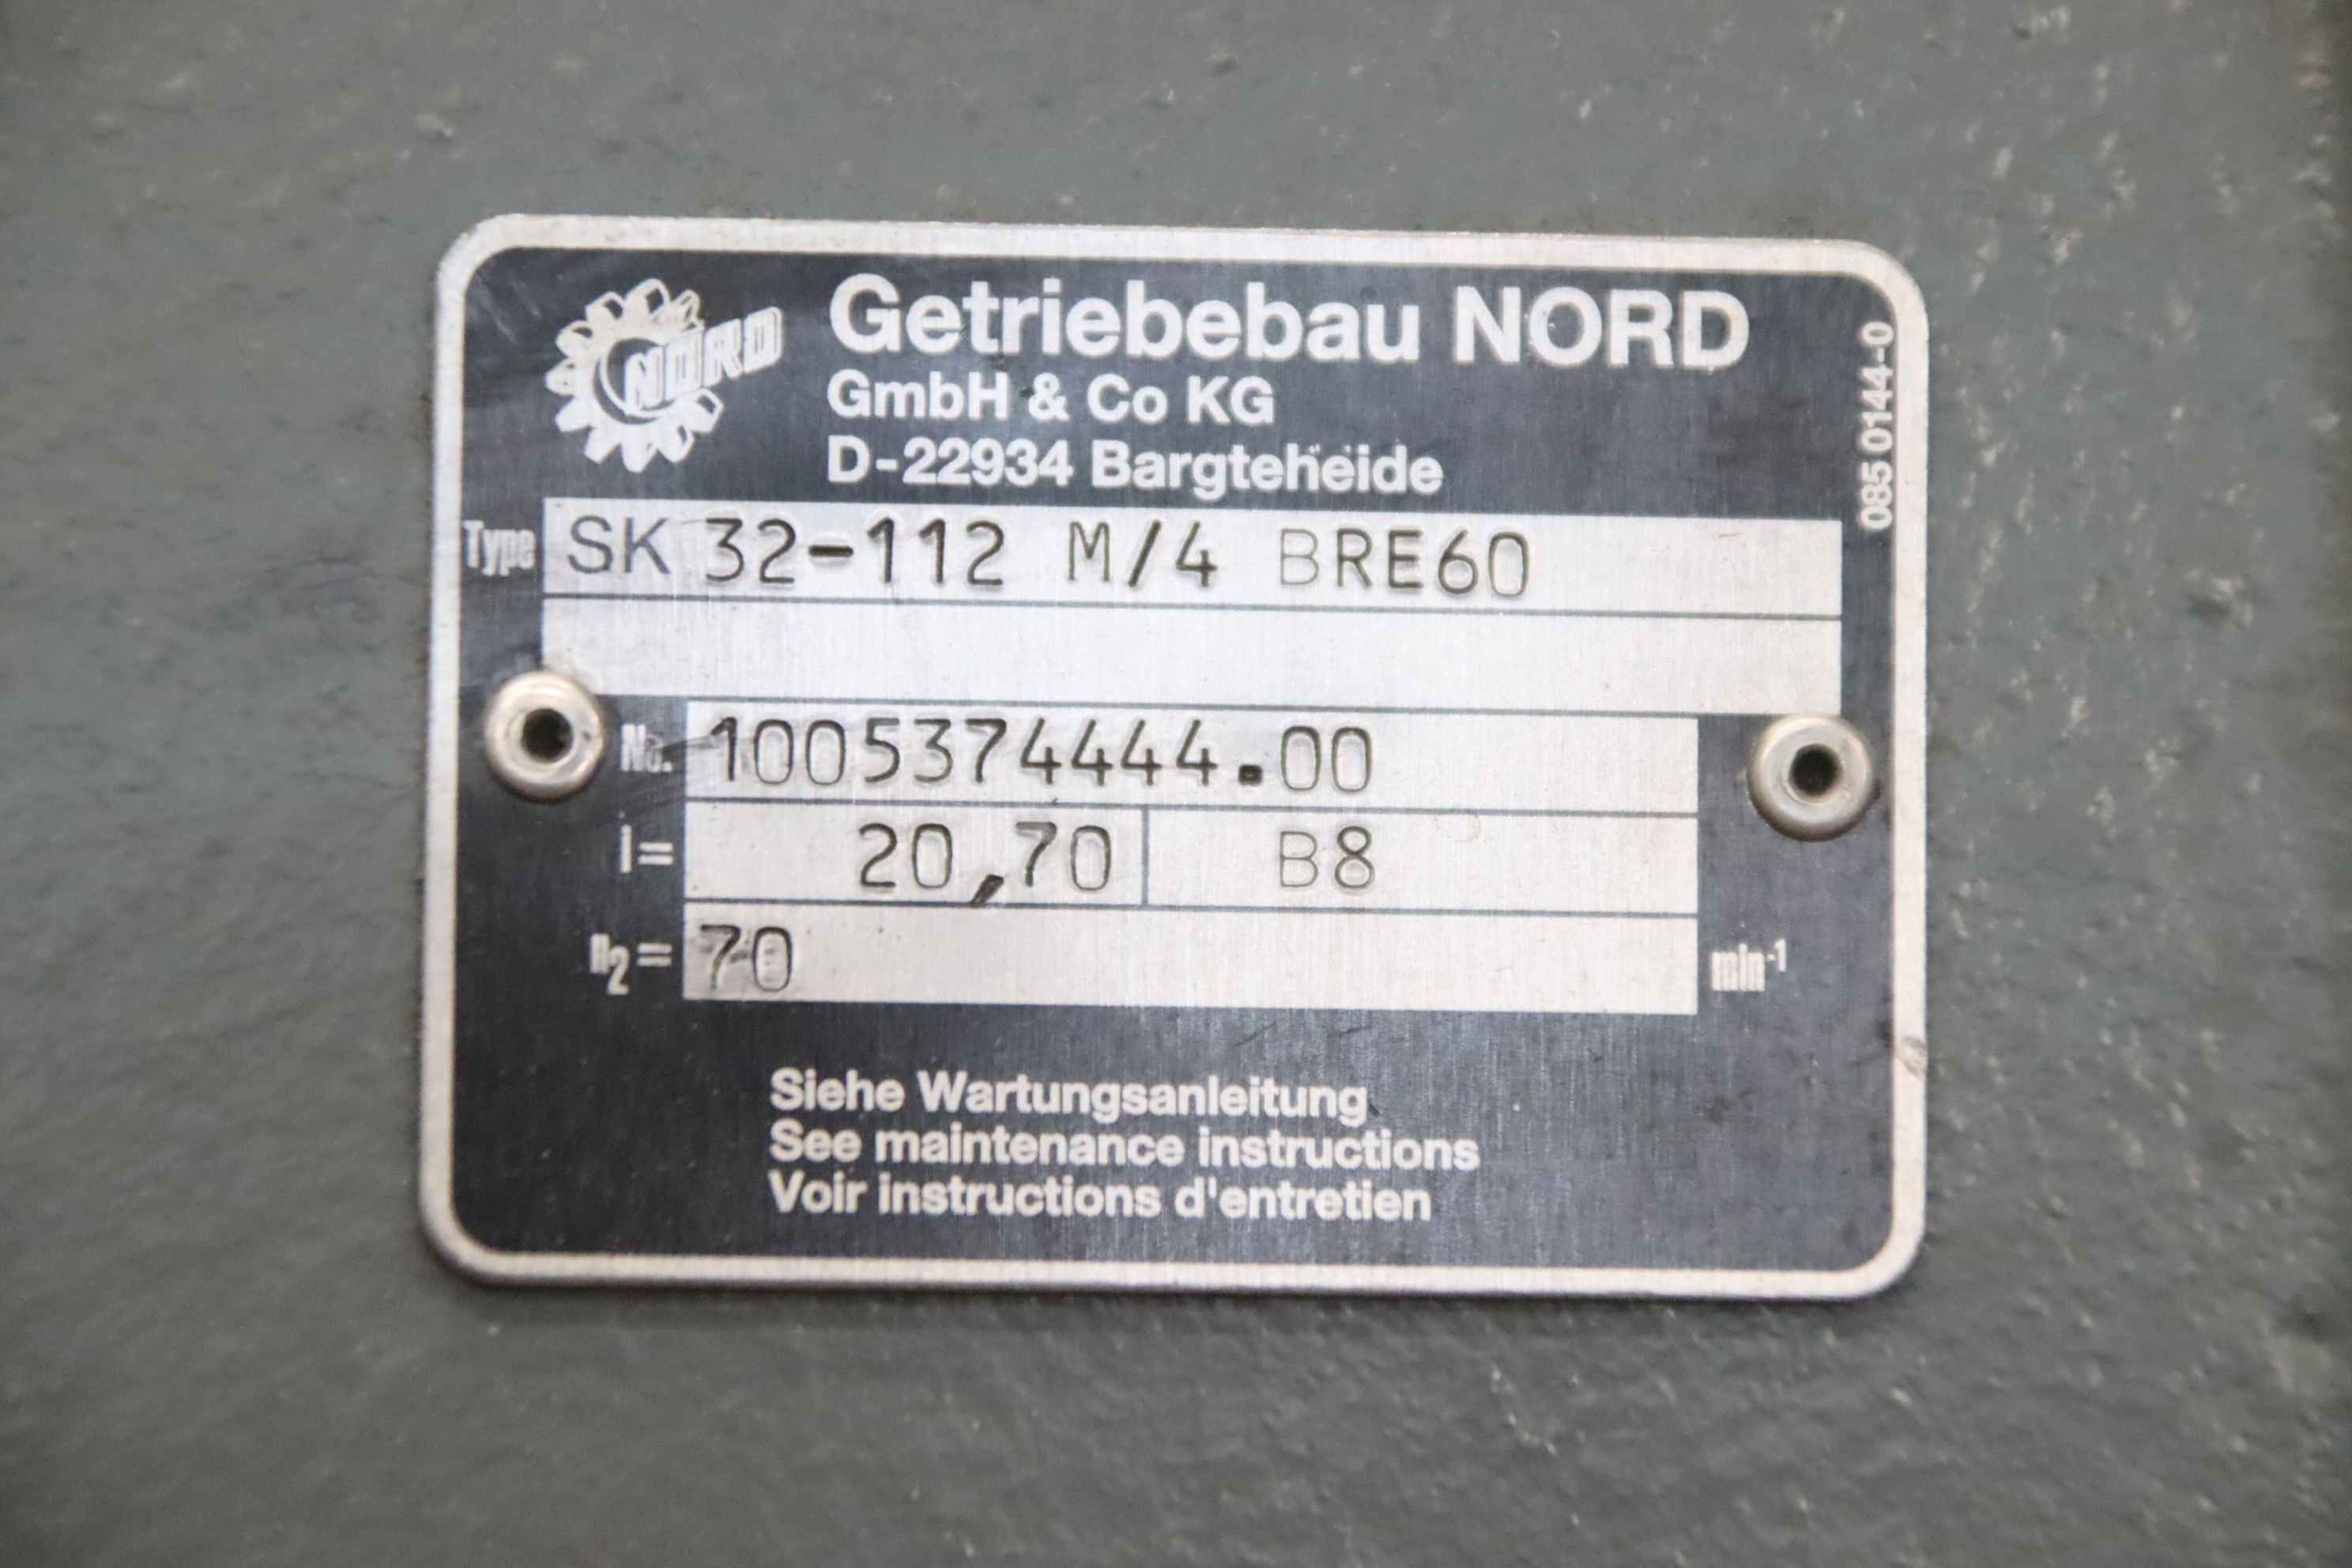 NORD
Getriebebau NORD
GmbH & Co KG
D-22934 Bargteheide
085 0144-0
Type SK 32-112 M/4 BRE60
No. 1005374444.00
i= 20,70 B8
n2= 70 min-1
Siehe Wartungsanleitung
See maintenance instructions
Voir instructions d'entretien